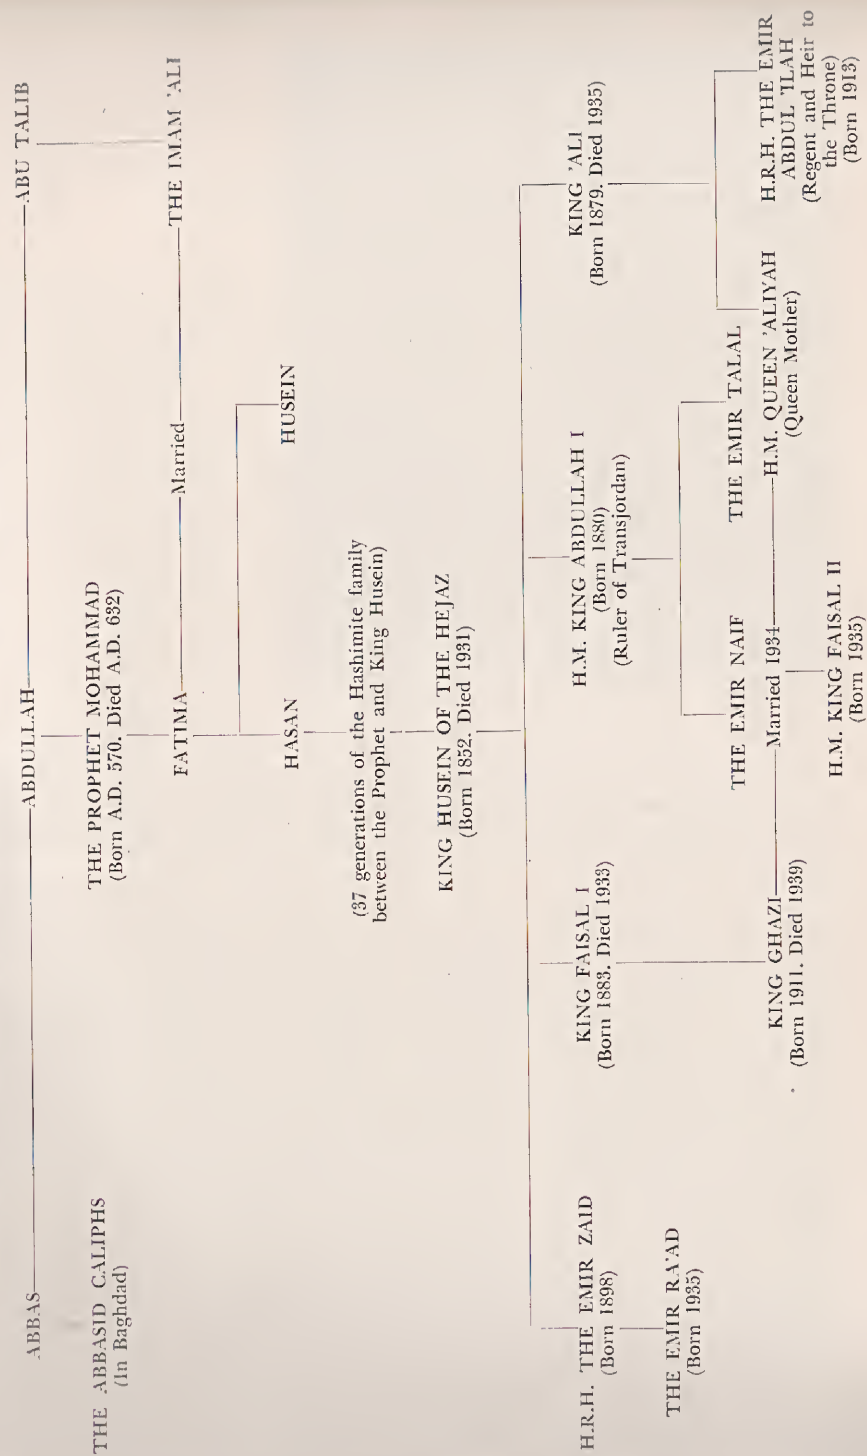 ABBAS ABDULLAH ABU TALIB
THE ABBASID CALIPHS
(In Baghdad)
THE PROPHET MOHAMMAD
(Born A.D. 570. Died A.D. 632)
FATIMA Married THE IMAM 'ALI
HASAN HUSEIN
(37 generations of the Hashimite family
between the Prophet and King Husein)
KING HUSEIN OF THE HEJAZ
(Born 1852. Died 1931)
H.R.H. THE EMIR ZAID
(Born 1898)
KING FAISAL I
(Born 1883. Died 1933)
H.M. KING ABDULLAH I
(Born 1880)
(Ruler of Transjordan)
KING 'ALI
(Born 1879. Died 1935)
THE EMIR RA'AD
(Born 1935)
THE EMIR NAIF THE EMIR TALAL
KING GHAZI Married 1934 H.M. QUEEN 'ALIYAH
(Born 1911. Died 1939)
(Queen Mother)
H.R.H. THE EMIR
ABDUL 'ILAH
(Regent and Heir to
the Throne)
(Born 1913)
H.M. KING FAISAL II
(Born 1935)